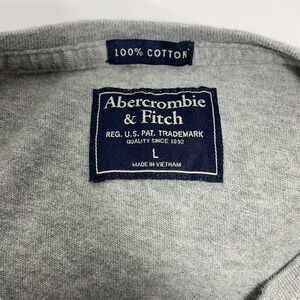 100% COTTON
Abercrombie
& Fitch
REG. U.S. PAT. TRADEMARK
QUALITY SINCE 1892
L
MADE IN VIETNAM